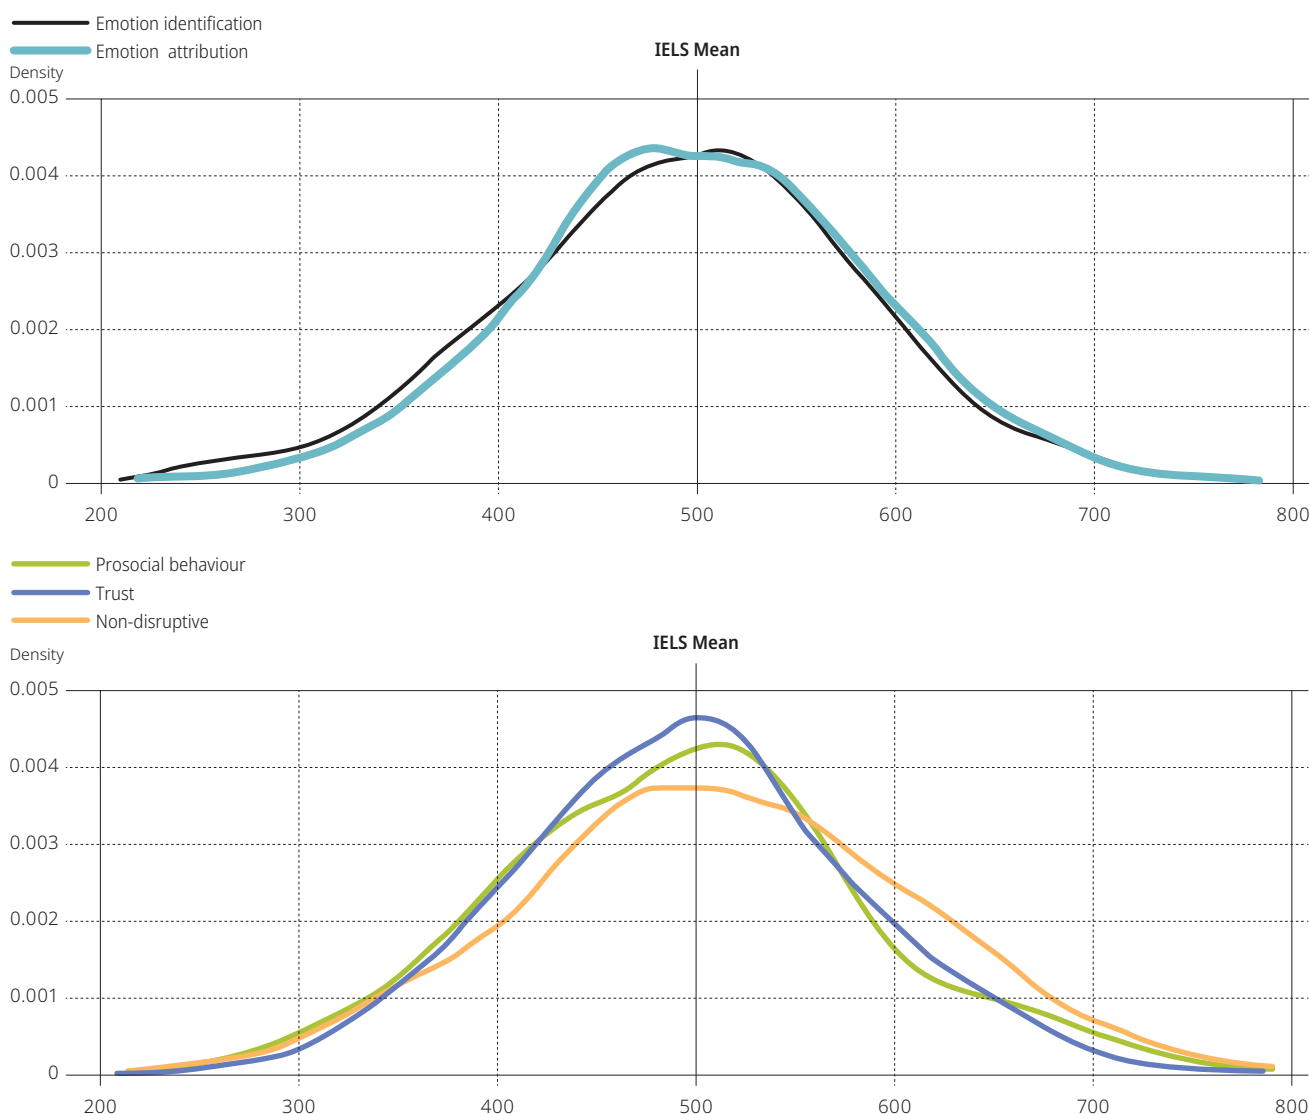 Emotion identification
Emotion attribution
IELS Mean
Density
0.005
0.004
0.003
0.002
0.001
0
200 300 400 500 600 700 800
Prosocial behaviour
Trust
Non-disruptive
IELS Mean
Density
0.005
0.004
0.003
0.002
0.001
0
200 300 400 500 600 700 800